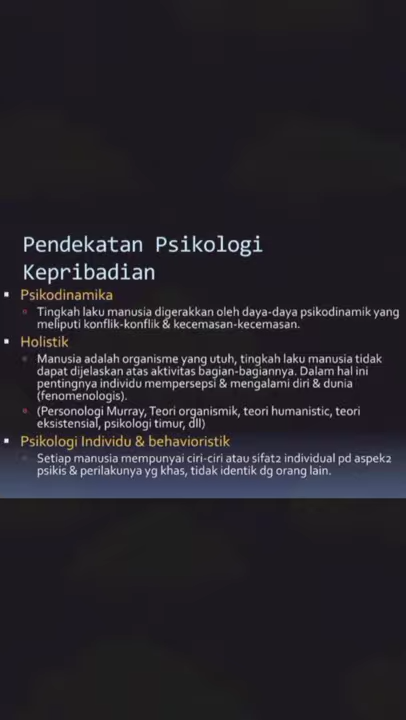 Pendekatan Psikologi
Kepribadian
Psikodinamika
Tingkah laku manusia digerakkan oleh daya-daya psikodinamik yang
meliputi konflik-konflik & kecemasan-kecemasan.
Holistik
Manusia adalah organisme yang utuh, tingkah laku manusia tidak
dapat dijelaskan atas aktivitas bagian-bagiannya. Dalam hal ini
pentingnya individu mempersepsi & mengalami diri & dunia
(fenomenologis).
(Personologi Murray, Teori organismik, teori humanistic, teori
eksistensial, psikologi timur, dll)
Psikologi Individu & behavioristik
Setiap manusia mempunyai ciri-ciri atau sifat2 individual pd aspek2
psikis & perilakunya yg khas, tidak identik dg orang lain.